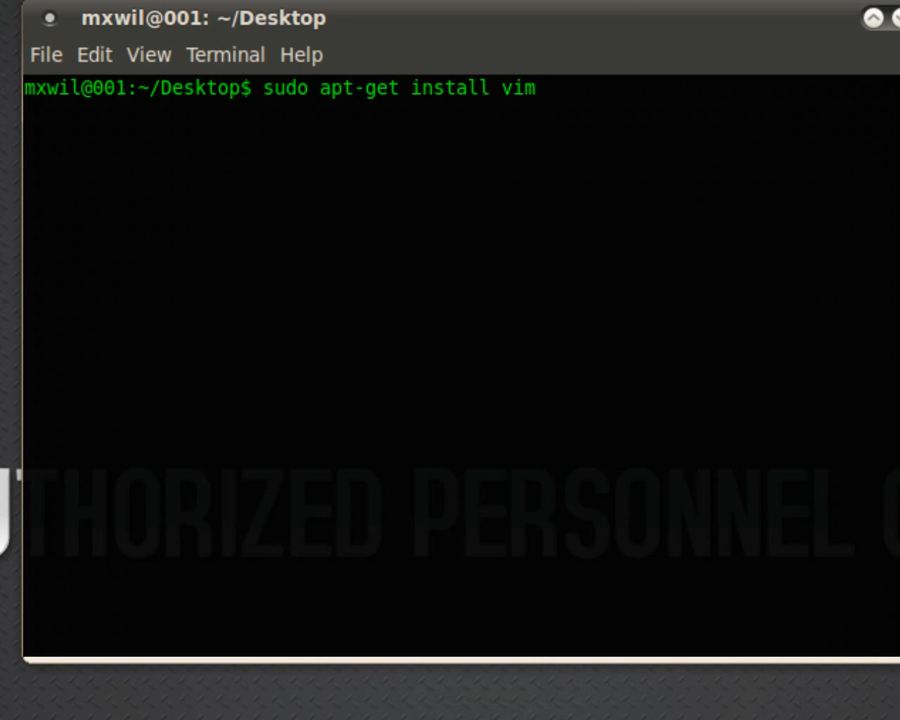 mxwil@001: ~/Desktop
File Edit View Terminal Help
mxwil@001:~/Desktop$ sudo apt-get install vim
THORIZED PERSONNEL